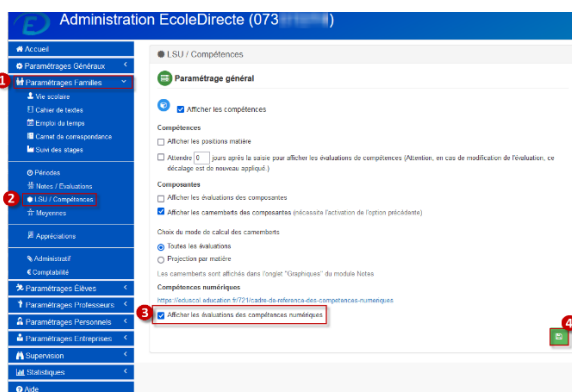 Administration EcoleDirecte (073 )
Accueil
Paramétrages Généraux
1
Paramétrages Familles
Vie scolaire
Cahier de textes
Emploi du temps
Carnet de correspondance
Suivi des stages
Périodes
Notes / Evaluations
2
LSU / Compétences
Moyennes
Appréciations
Administratif
Comptabilité
Paramétrages Élèves
Paramétrages Professeurs
Paramétrages Personnels
Paramétrages Entreprises
Supervision
Statistiques
Aide
LSU / Compétences
Paramétrage général
Afficher les compétences
Compétences
Afficher les positions matière
Attendre 0 jours après la saisie pour afficher les évaluations de compétences (Attention, en cas de modification de l'évaluation, ce
décalage est de nouveau appliqué.)
Composantes
Afficher les évaluations des composantes
Afficher les camemberts des composantes (nécessite l'activation de l'option précédente)
Choix du mode de calcul des camemberts
Toutes les évaluations
Projection par matière
Les camemberts sont affichés dans l'onglet "Graphiques" du module Notes
Compétences numériques
https://eduscol.education.fr/721/cadre-de-reference-des-competences-numeriques
3
Afficher les évaluations des compétences numériques
4